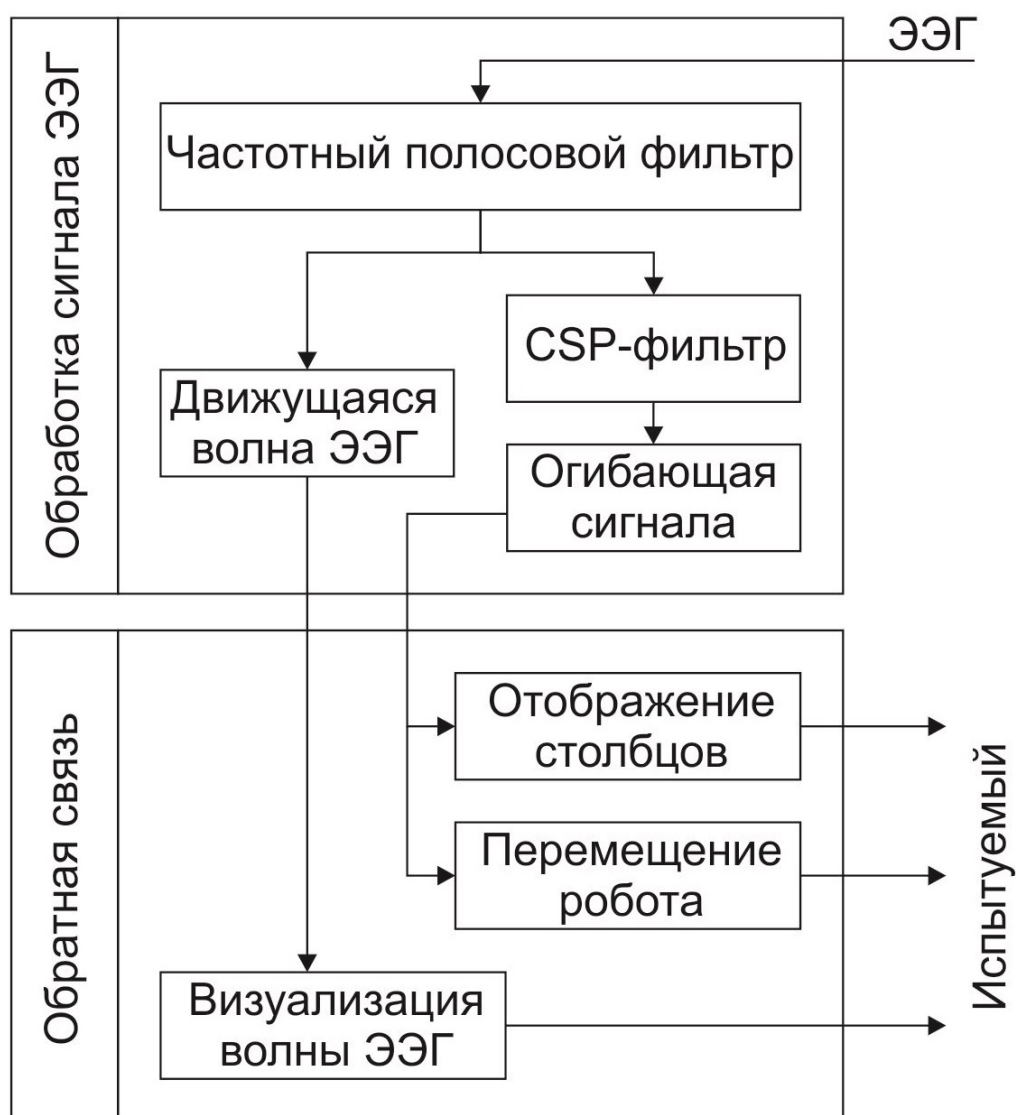 ЭЭГ
Обработка сигнала ЭЭГ
Частотный полосовой фильтр
CSP-фильтр
Движущаяся
волна ЭЭГ
Огибающая
сигнала
Обратная связь
Отображение
столбцов
Перемещение
робота
Визуализация
волны ЭЭГ
Испытуемый